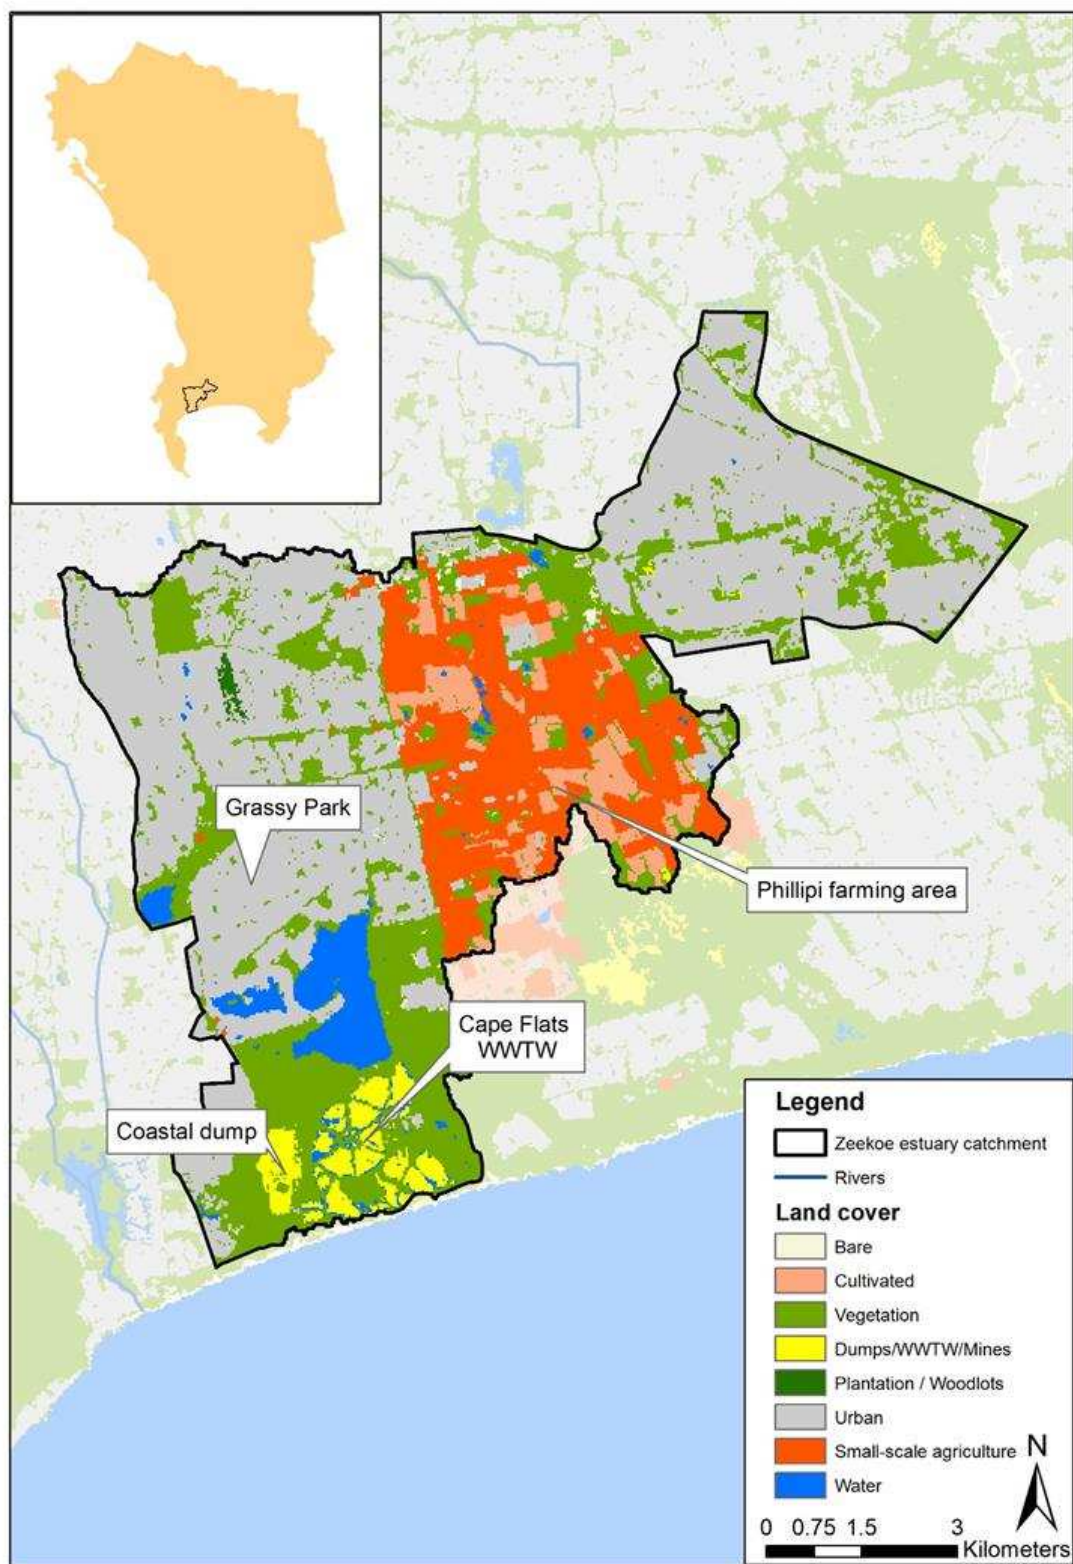 Grassy Park
Phillipi farming area
Cape Flats
WWTW
Coastal dump
Legend
Zeekoe estuary catchment
Rivers
Land cover
Bare
Cultivated
Vegetation
Dumps/WWTW/Mines
Plantation / Woodlots
Urban
Small-scale agriculture
Water
N
0 0.75 1.5 3
Kilometers